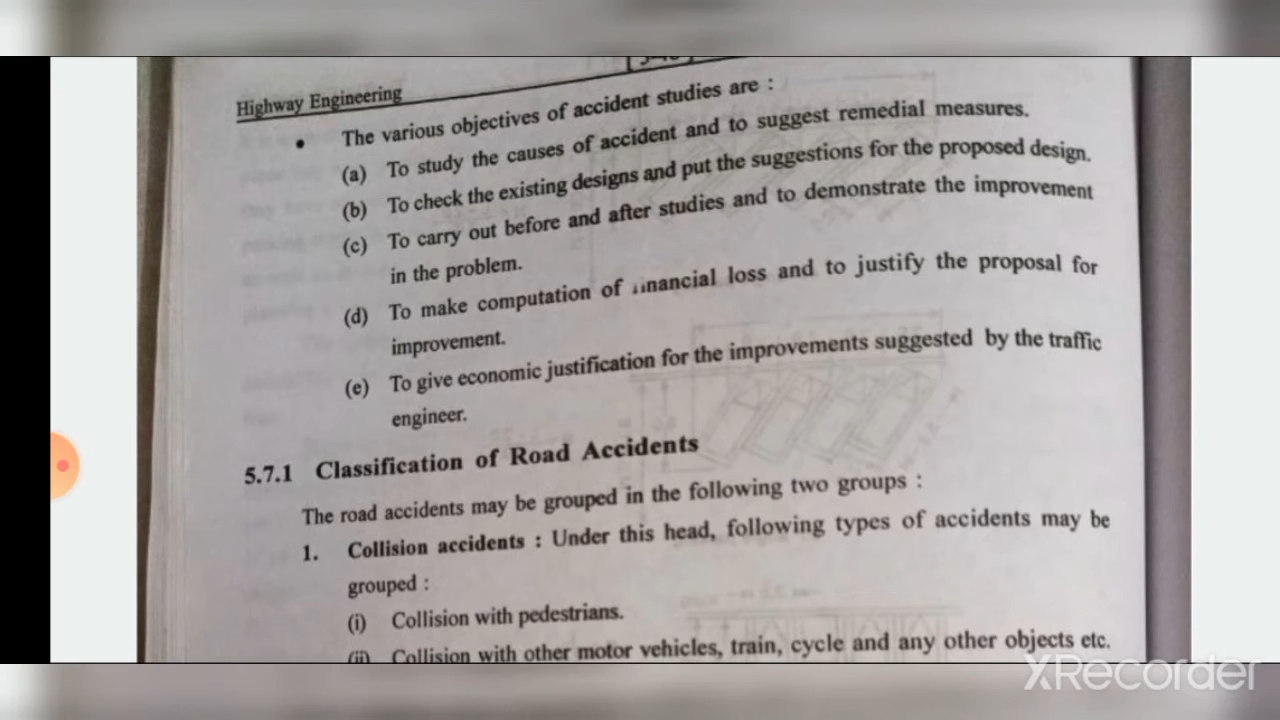 Highway Engineering
• The various objectives of accident studies are :
(a) To study the causes of accident and to suggest remedial measures.
(b) To check the existing designs and put the suggestions for the proposed design.
(c) To carry out before and after studies and to demonstrate the improvement
in the problem.
(d) To make computation of financial loss and to justify the proposal for
improvement.
(e) To give economic justification for the improvements suggested by the traffic
engineer.
5.7.1 Classification of Road Accidents
The road accidents may be grouped in the following two groups :
1. Collision accidents : Under this head, following types of accidents may be
grouped :
(i) Collision with pedestrians.
(ii) Collision with other motor vehicles, train, cycle and any other objects etc.
XRecorder